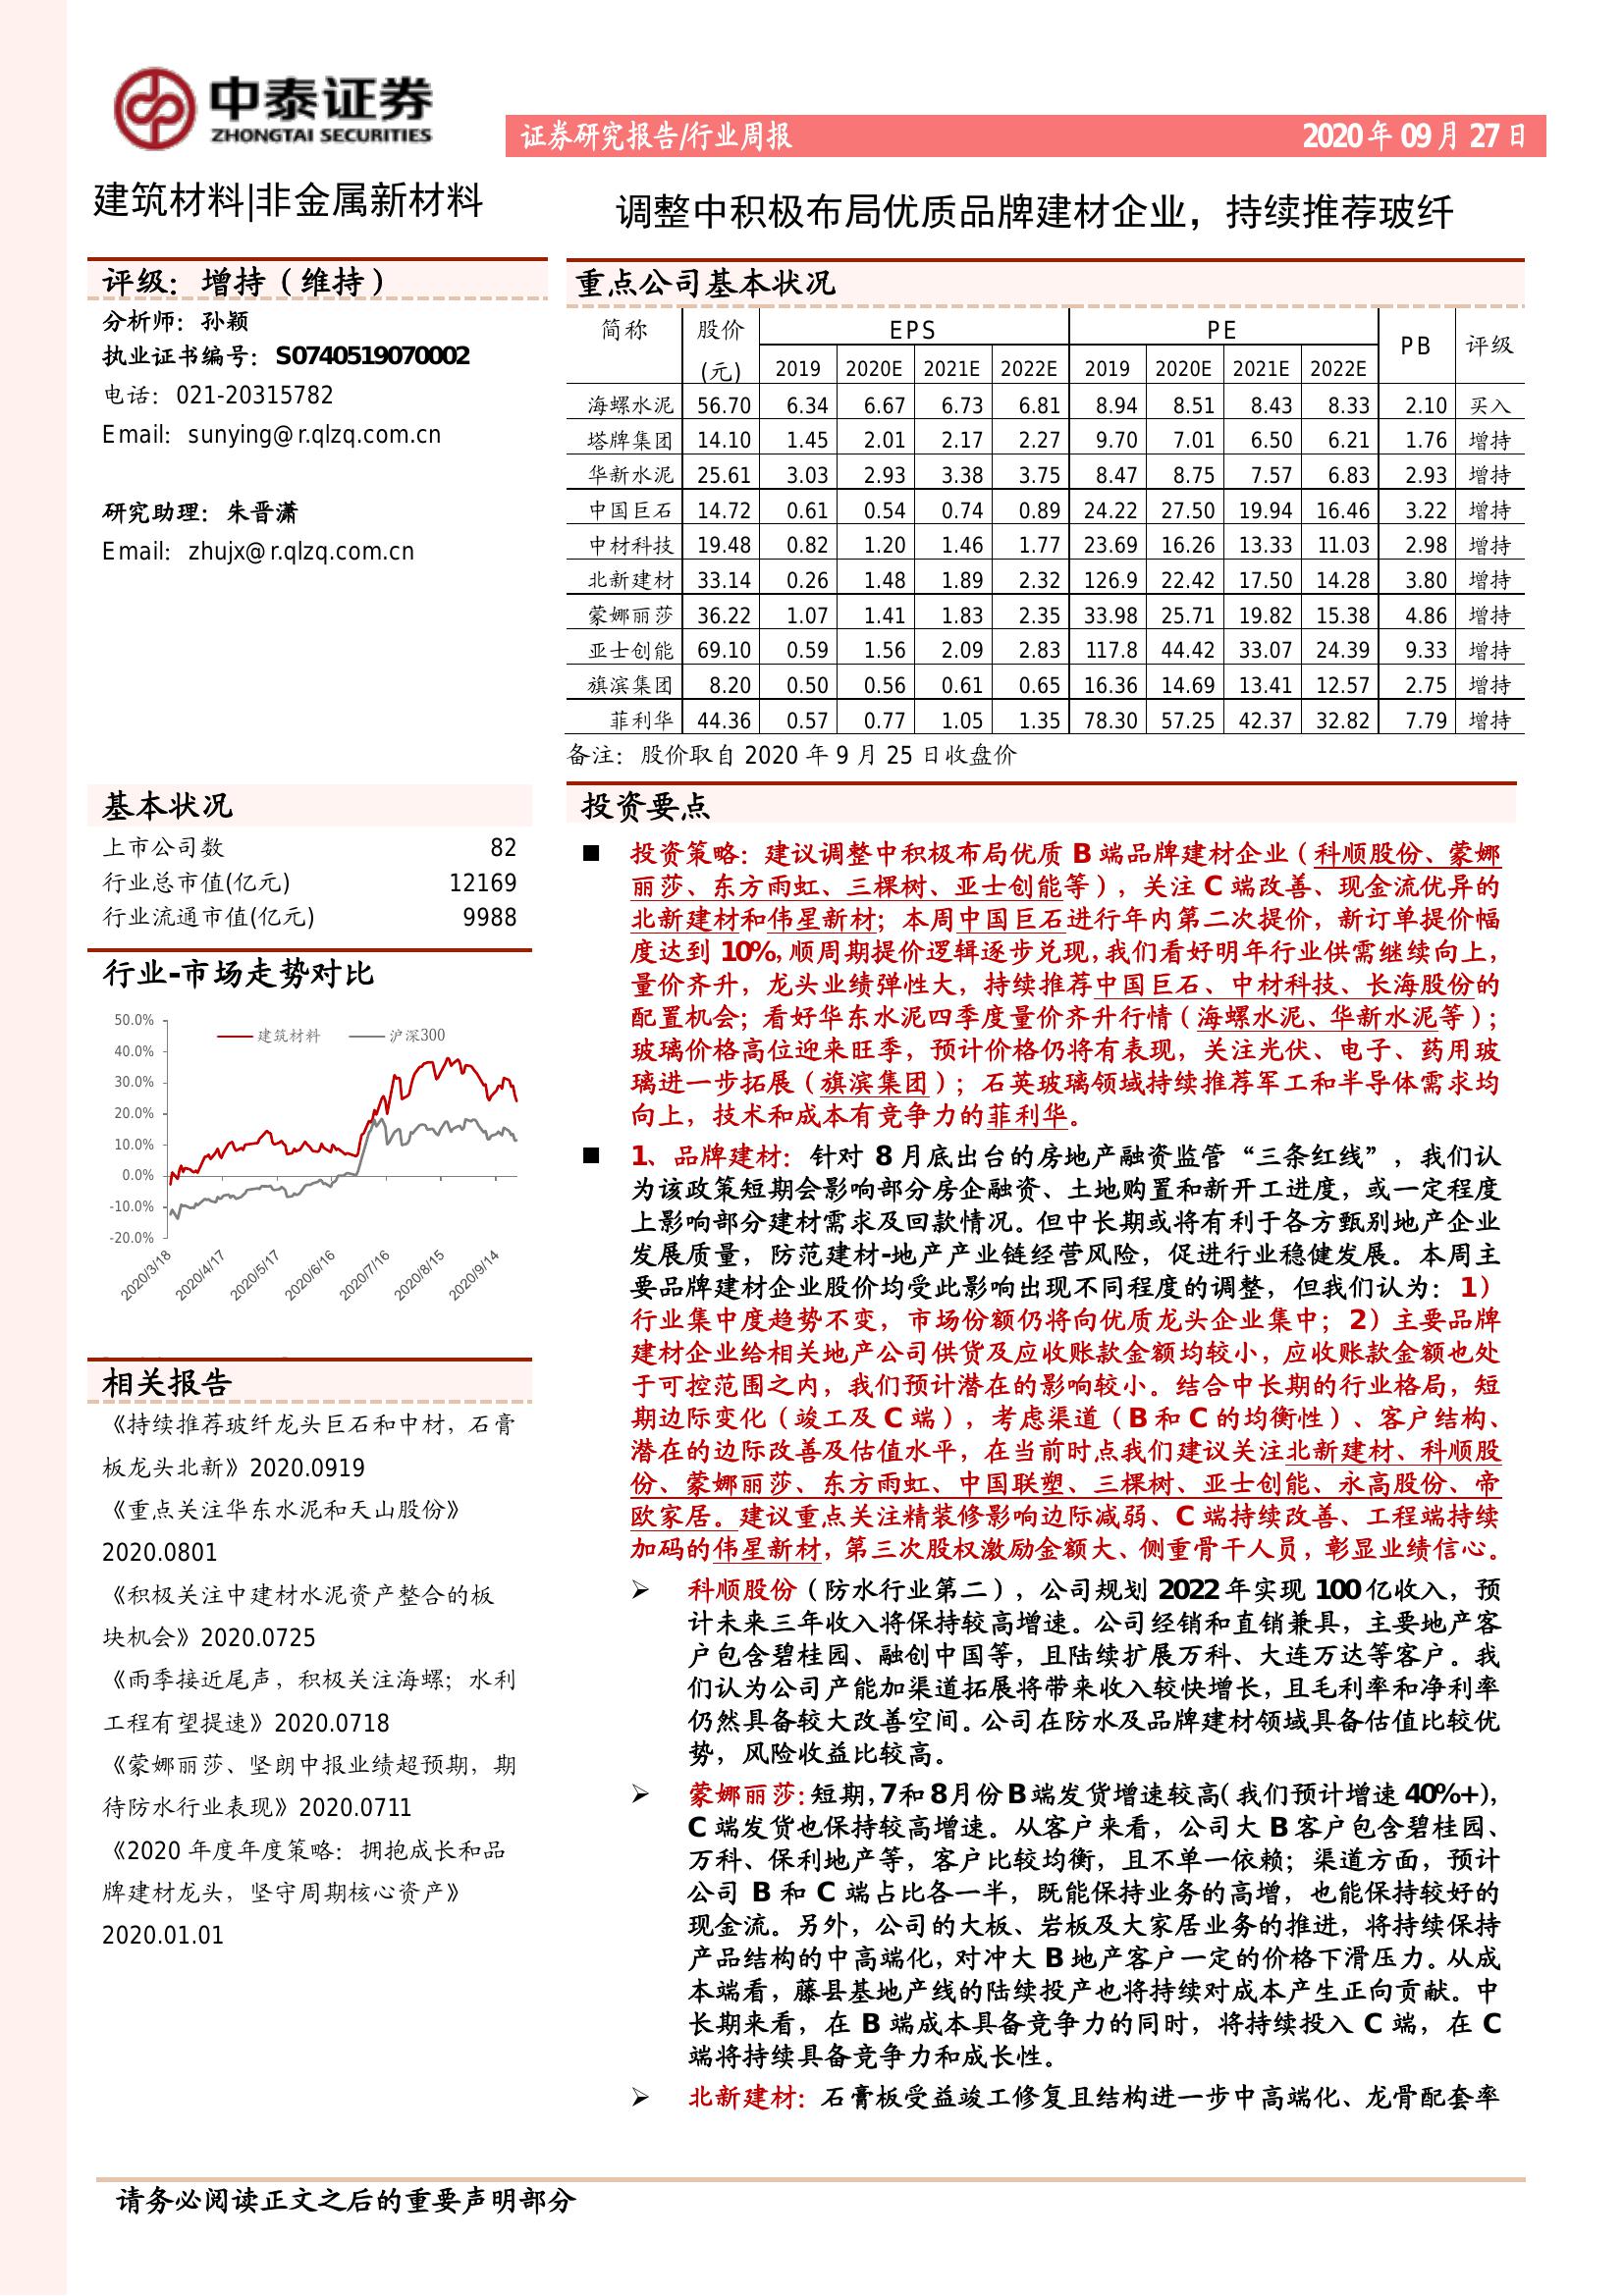 中泰证券
ZHONGTAI SECURITIES
证券研究报告/行业周报 2020年09月27日
建筑材料|非金属新材料
调整中积极布局优质品牌建材企业，持续推荐玻纤
评级：增持（维持）
分析师：孙颖
执业证书编号：S0740519070002
电话：021-20315782
Email：sunying@r.qlzq.com.cn
研究助理：朱晋潇
Email：zhujx@r.qlzq.com.cn
基本状况
上市公司数 82
行业总市值(亿元) 12169
行业流通市值(亿元) 9988
行业-市场走势对比
50.0%
40.0%
30.0%
20.0%
10.0%
0.0%
-10.0%
-20.0%
建筑材料 沪深300
2020/3/18 2020/4/17 2020/5/17 2020/6/16 2020/7/16 2020/8/15 2020/9/14
相关报告
《持续推荐玻纤龙头巨石和中材，石膏
板龙头北新》2020.0919
《重点关注华东水泥和天山股份》
2020.0801
《积极关注中建材水泥资产整合的板
块机会》2020.0725
《雨季接近尾声，积极关注海螺；水利
工程有望提速》2020.0718
《蒙娜丽莎、坚朗中报业绩超预期，期
待防水行业表现》2020.0711
《2020 年度年度策略：拥抱成长和品
牌建材龙头，坚守周期核心资产》
2020.01.01
重点公司基本状况
简称 股价 EPS PE PB 评级
(元) 2019 2020E 2021E 2022E 2019 2020E 2021E 2022E
海螺水泥 56.70 6.34 6.67 6.73 6.81 8.94 8.51 8.43 8.33 2.10 买入
塔牌集团 14.10 1.45 2.01 2.17 2.27 9.70 7.01 6.50 6.21 1.76 增持
华新水泥 25.61 3.03 2.93 3.38 3.75 8.47 8.75 7.57 6.83 2.93 增持
中国巨石 14.72 0.61 0.54 0.74 0.89 24.22 27.50 19.94 16.46 3.22 增持
中材科技 19.48 0.82 1.20 1.46 1.77 23.69 16.26 13.33 11.03 2.98 增持
北新建材 33.14 0.26 1.48 1.89 2.32 126.9 22.42 17.50 14.28 3.80 增持
蒙娜丽莎 36.22 1.07 1.41 1.83 2.35 33.98 25.71 19.82 15.38 4.86 增持
亚士创能 69.10 0.59 1.56 2.09 2.83 117.8 44.42 33.07 24.39 9.33 增持
旗滨集团 8.20 0.50 0.56 0.61 0.65 16.36 14.69 13.41 12.57 2.75 增持
菲利华 44.36 0.57 0.77 1.05 1.35 78.30 57.25 42.37 32.82 7.79 增持
备注：股价取自 2020 年 9 月 25 日收盘价
投资要点
■ 投资策略：建议调整中积极布局优质 B 端品牌建材企业（科顺股份、蒙娜
丽莎、东方雨虹、三棵树、亚士创能等），关注 C 端改善、现金流优异的
北新建材和伟星新材；本周中国巨石进行年内第二次提价，新订单提价幅
度达到 10%，顺周期提价逻辑逐步兑现，我们看好明年行业供需继续向上，
量价齐升，龙头业绩弹性大，持续推荐中国巨石、中材科技、长海股份的
配置机会；看好华东水泥四季度量价齐升行情（海螺水泥、华新水泥等）；
玻璃价格高位迎来旺季，预计价格仍将有表现，关注光伏、电子、药用玻
璃进一步拓展（旗滨集团）；石英玻璃领域持续推荐军工和半导体需求均
向上，技术和成本有竞争力的菲利华。
■ 1、品牌建材：针对 8 月底出台的房地产融资监管“三条红线”，我们认
为该政策短期会影响部分房企融资、土地购置和新开工进度，或一定程度
上影响部分建材需求及回款情况。但中长期或将有利于各方甄别地产企业
发展质量，防范建材-地产产业链经营风险，促进行业稳健发展。本周主
要品牌建材企业股价均受此影响出现不同程度的调整，但我们认为：1）
行业集中度趋势不变，市场份额仍将向优质龙头企业集中；2）主要品牌
建材企业给相关地产公司供货及应收账款金额均较小，应收账款金额也处
于可控范围之内，我们预计潜在的影响较小。结合中长期的行业格局，短
期边际变化（竣工及 C 端），考虑渠道（B 和 C 的均衡性）、客户结构、
潜在的边际改善及估值水平，在当前时点我们建议关注北新建材、科顺股
份、蒙娜丽莎、东方雨虹、中国联塑、三棵树、亚士创能、永高股份、帝
欧家居。建议重点关注精装修影响边际减弱、C 端持续改善、工程端持续
加码的伟星新材，第三次股权激励金额大、侧重骨干人员，彰显业绩信心。
➢ 科顺股份（防水行业第二），公司规划 2022 年实现 100 亿收入，预
计未来三年收入将保持较高增速。公司经销和直销兼具，主要地产客
户包含碧桂园、融创中国等，且陆续扩展万科、大连万达等客户。我
们认为公司产能加渠道拓展将带来收入较快增长，且毛利率和净利率
仍然具备较大改善空间。公司在防水及品牌建材领域具备估值比较优
势，风险收益比较高。
➢ 蒙娜丽莎：短期，7和8月份B端发货增速较高（我们预计增速 40%+），
C 端发货也保持较高增速。从客户来看，公司大 B 客户包含碧桂园、
万科、保利地产等，客户比较均衡，且不单一依赖；渠道方面，预计
公司 B 和 C 端占比各一半，既能保持业务的高增，也能保持较好的
现金流。另外，公司的大板、岩板及大家居业务的推进，将持续保持
产品结构的中高端化，对冲大 B 地产客户一定的价格下滑压力。从成
本端看，藤县基地产线的陆续投产也将持续对成本产生正向贡献。中
长期来看，在 B 端成本具备竞争力的同时，将持续投入 C 端，在 C
端将持续具备竞争力和成长性。
➢ 北新建材：石膏板受益竣工修复且结构进一步中高端化、龙骨配套率
请务必阅读正文之后的重要声明部分